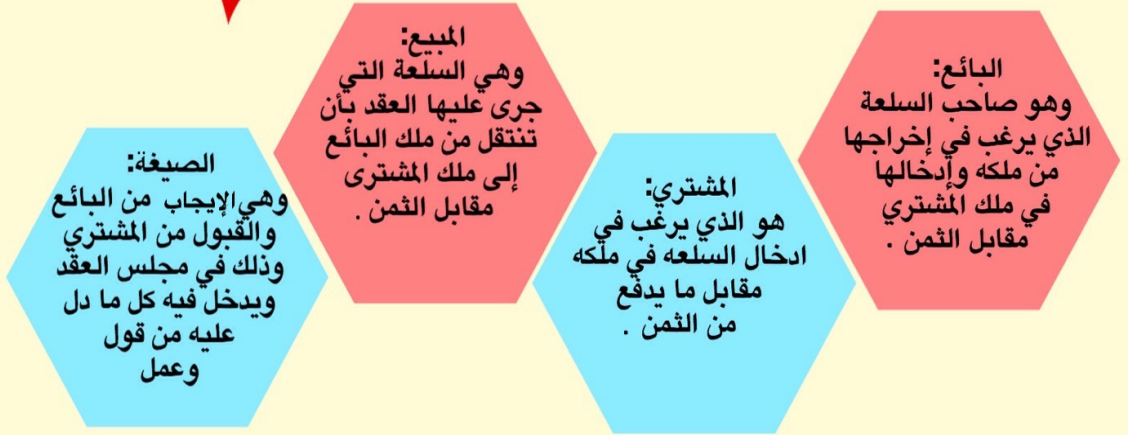 البائع:
وهو صاحب السلعة
الذي يرغب في إخراجها
من ملكه وإدخالها
في ملك المشتري
مقابل الثمن .
المشتري:
هو الذي يرغب في
ادخال السلعه في ملكه
مقابل ما يدفع
من الثمن .
المبيع:
وهي السلعة التي
جرى عليها العقد بأن
تنتقل من ملك البائع
إلى ملك المشترى
مقابل الثمن .
الصيغة:
وهي الإيجاب من البائع
والقبول من المشتري
وذلك في مجلس العقد
ويدخل فيه كل ما دل
عليه من قول
وعمل